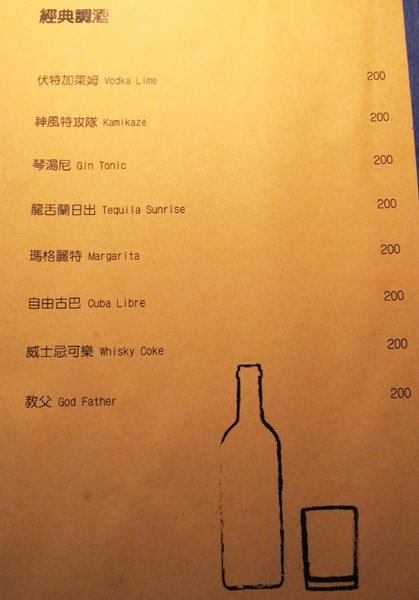 經典調酒
伏特加萊姆 Vodka Lime 200
神風特攻隊 Kamikaze 200
琴湯尼 Gin Tonic 200
龍舌蘭日出 Tequila Sunrise 200
瑪格麗特 Margarita 200
自由古巴 Cuba Libre 200
威士忌可樂 Whisky Coke 200
教父 God Father 200